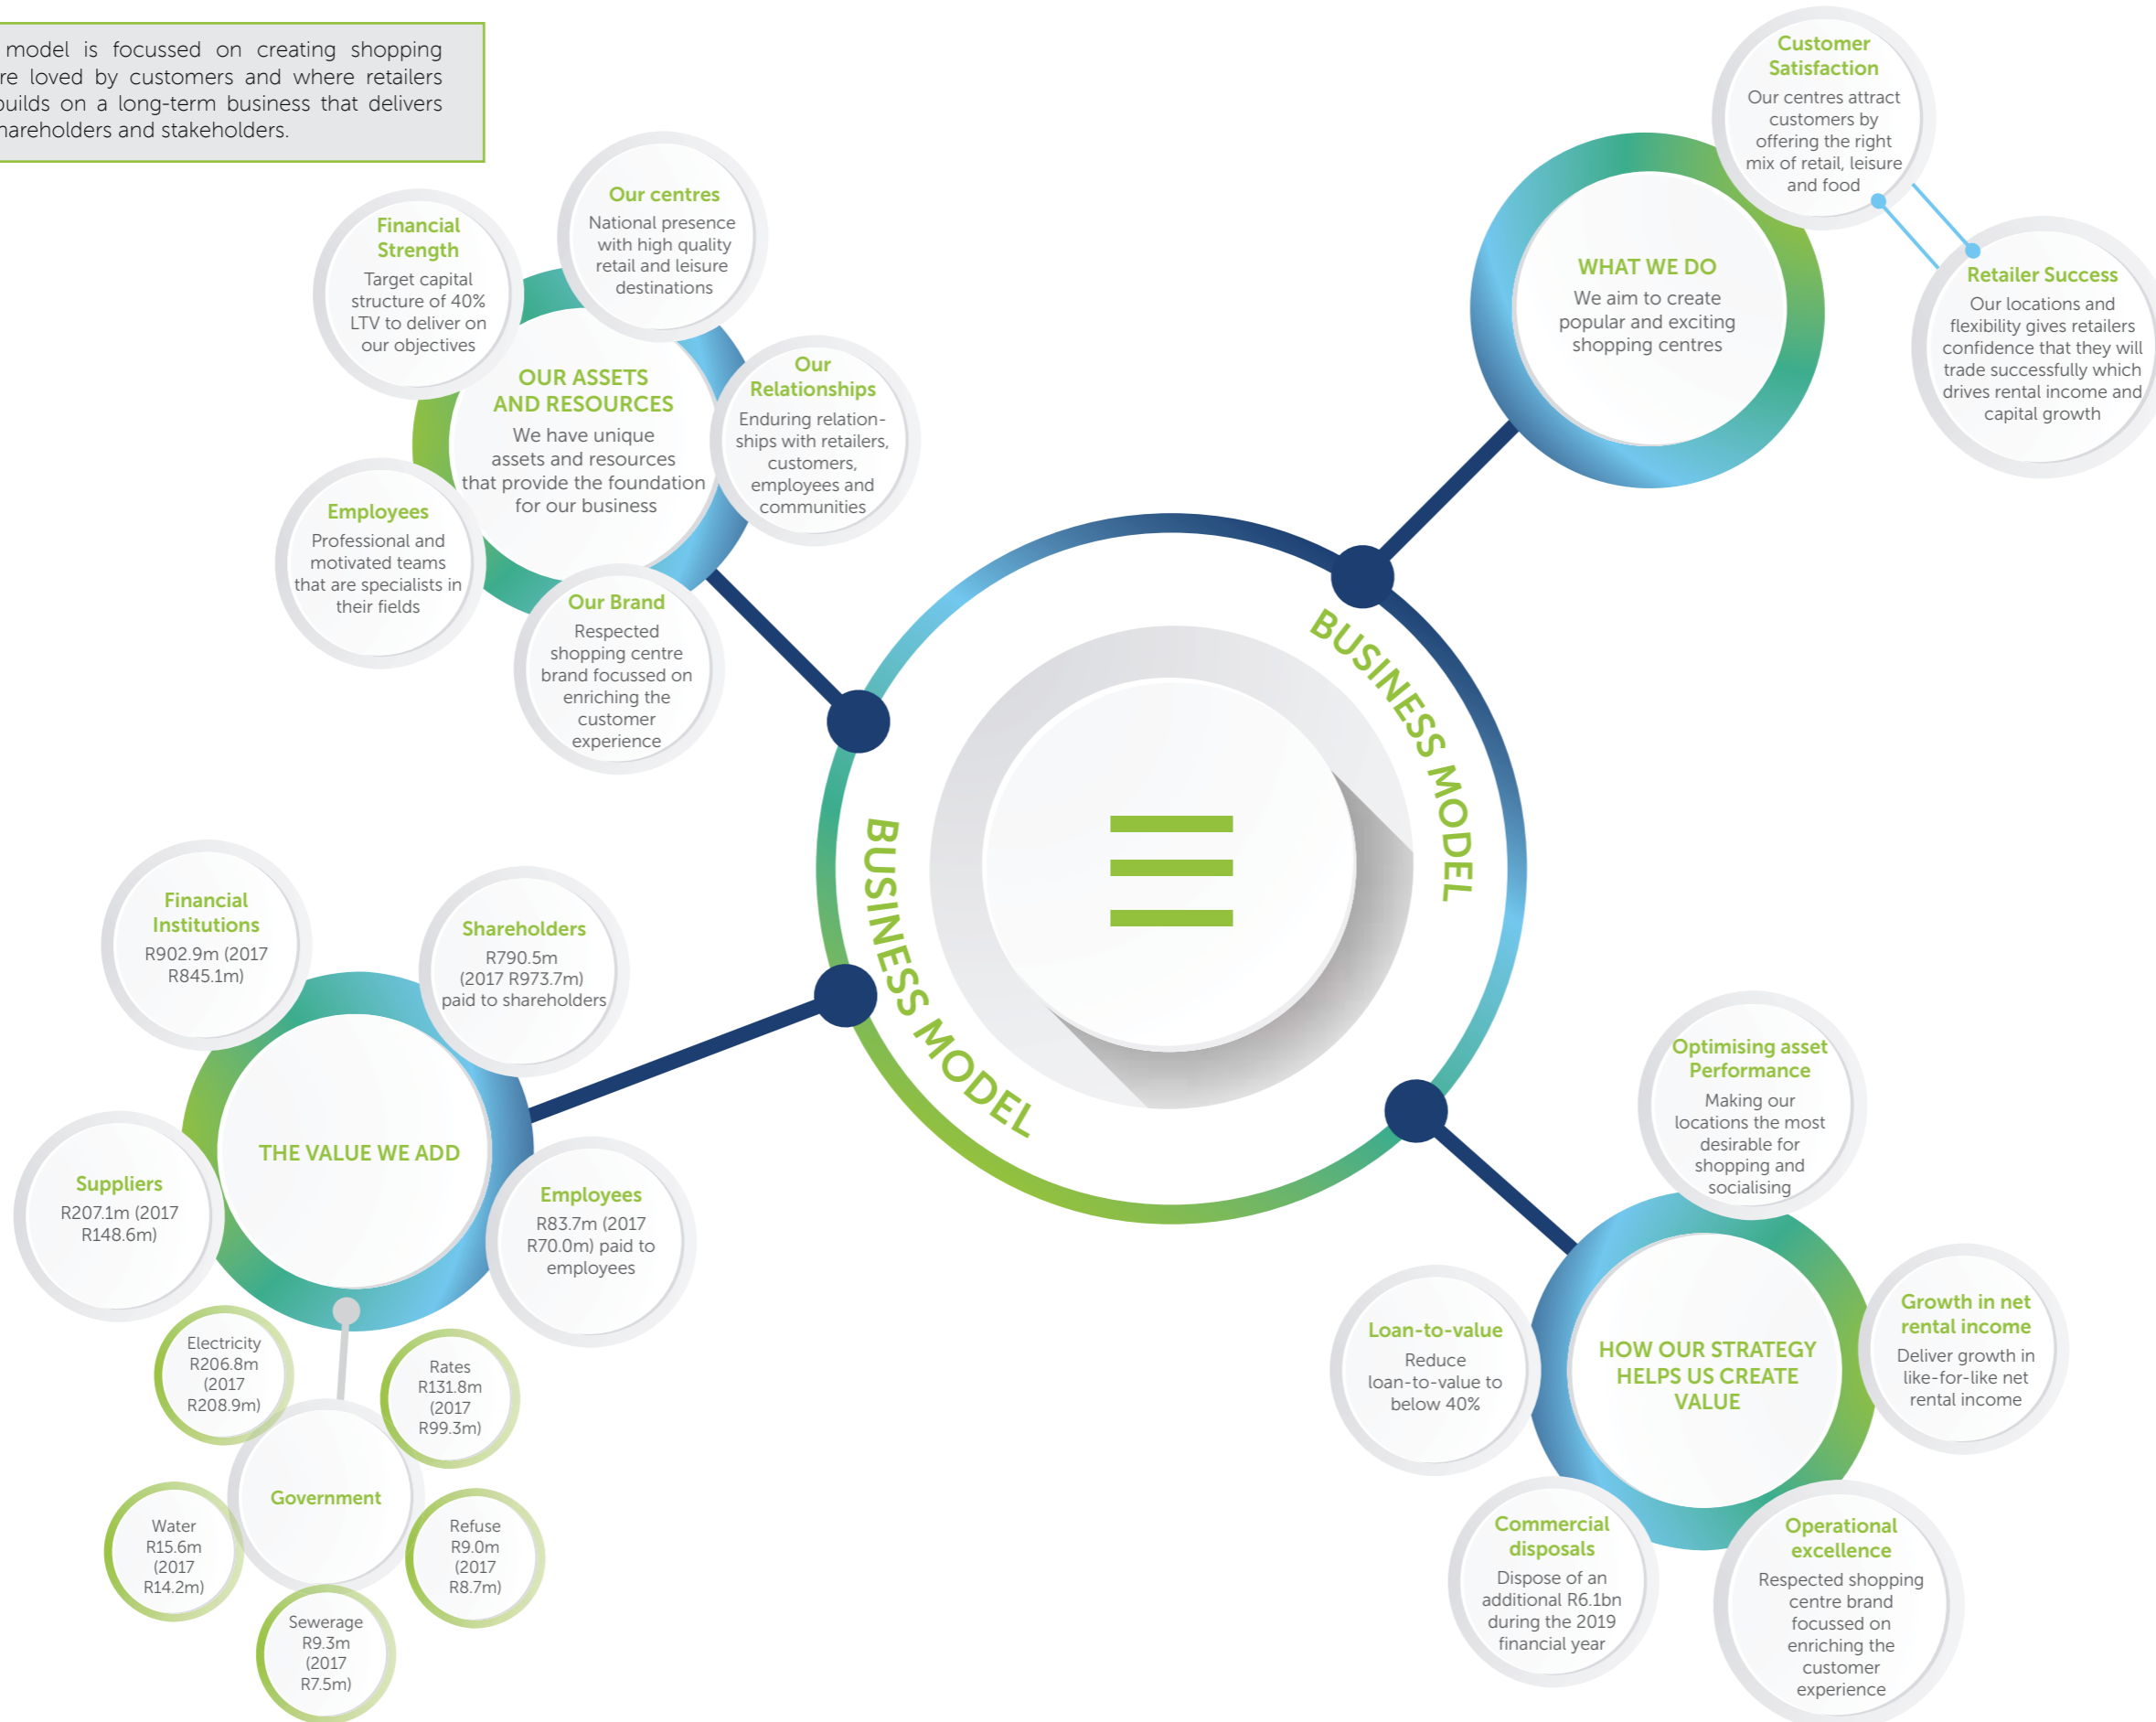 model is focussed on creating shopping
re loved by customers and where retailers
builds on a long-term business that delivers
hareholders and stakeholders.
Financial
Strength
Target capital
structure of 40%
LTV to deliver on
our objectives
Our centres
National presence
with high quality
retail and leisure
destinations
OUR ASSETS
AND RESOURCES
We have unique
assets and resources
that provide the foundation
for our business
Our
Relationships
Enduring relation-
ships with retailers,
customers,
employees and
communities
Employees
Professional and
motivated teams
that are specialists in
their fields
Our Brand
Respected
shopping centre
brand focussed on
enriching the
customer
experience
WHAT WE DO
We aim to create
popular and exciting
shopping centres
Customer
Satisfaction
Our centres attract
customers by
offering the right
mix of retail, leisure
and food
Retailer Success
Our locations and
flexibility gives retailers
confidence that they will
trade successfully which
drives rental income and
capital growth
BUSINESS MODEL
BUSINESS MODEL
Financial
Institutions
R902.9m (2017
R845.1m)
Shareholders
R790.5m
(2017 R973.7m)
paid to shareholders
THE VALUE WE ADD
Suppliers
R207.1m (2017
R148.6m)
Employees
R83.7m (2017
R70.0m) paid to
employees
Electricity
R206.8m
(2017
R208.9m)
Rates
R131.8m
(2017
R99.3m)
Government
Water
R15.6m
(2017
R14.2m)
Refuse
R9.0m
(2017
R8.7m)
Sewerage
R9.3m
(2017
R7.5m)
Optimising asset
Performance
Making our
locations the most
desirable for
shopping and
socialising
Loan-to-value
Reduce
loan-to-value to
below 40%
HOW OUR STRATEGY
HELPS US CREATE
VALUE
Growth in net
rental income
Deliver growth in
like-for-like net
rental income
Commercial
disposals
Dispose of an
additional R6.1bn
during the 2019
financial year
Operational
excellence
Respected shopping
centre brand
focussed on
enriching the
customer
experience